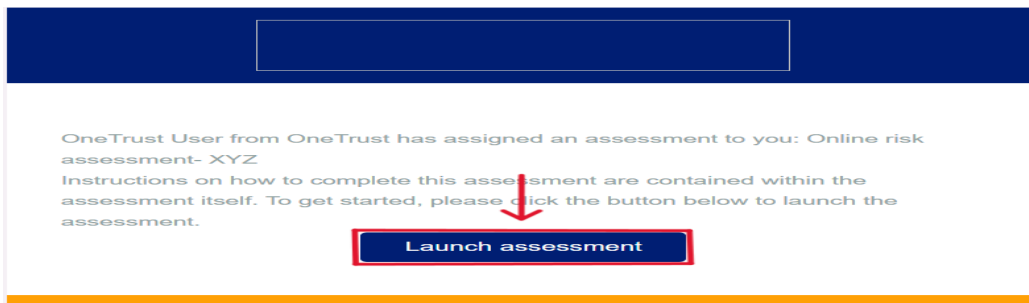 OneTrust User from OneTrust has assigned an assessment to you: Online risk
assessment- XYZ
Instructions on how to complete this assessment are contained within the
assessment itself. To get started, please click the button below to launch the
assessment.
Launch assessment